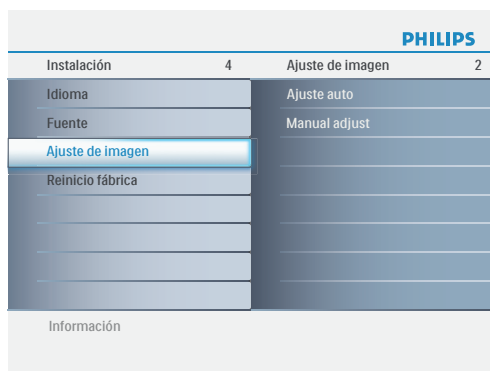 PHILIPS
Instalación 4 Ajuste de imagen 2
Idioma Ajuste auto
Fuente Manual adjust
Ajuste de imagen
Reinicio fábrica
Información